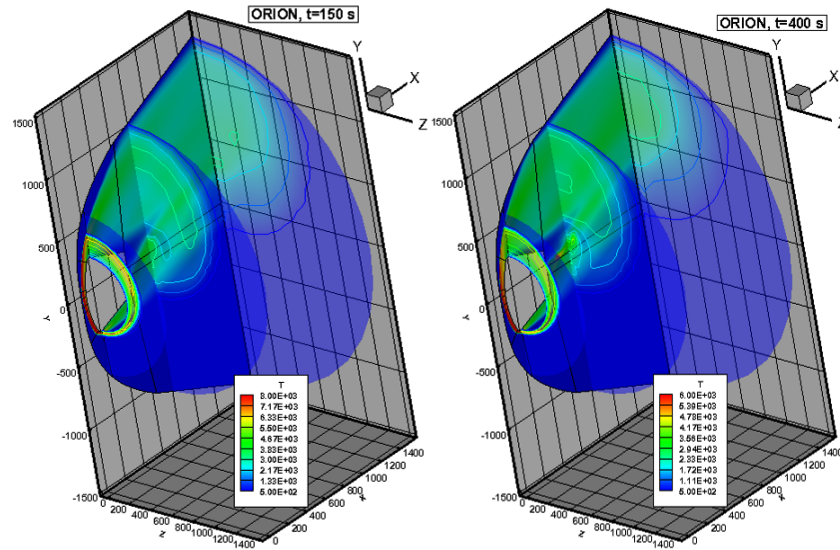 ORION, t=150 s
Y
X
Z
1500
1000
500
0
-500
-1000
-1500
Y
0
200
400
600
800
1000
1200
1400
Z
0
200
400
600
800
1000
1200
1400
X
T
8.00E+03
7.17E+03
6.33E+03
5.50E+03
4.67E+03
3.83E+03
3.00E+03
2.17E+03
1.33E+03
5.00E+02
ORION, t=400 s
Y
X
Z
1500
1000
500
0
-500
-1000
-1500
Y
0
200
400
600
800
1000
1200
1400
Z
0
200
400
600
800
1000
1200
1400
X
T
6.00E+03
5.39E+03
4.78E+03
4.17E+03
3.56E+03
2.94E+03
2.33E+03
1.72E+03
1.11E+03
5.00E+02